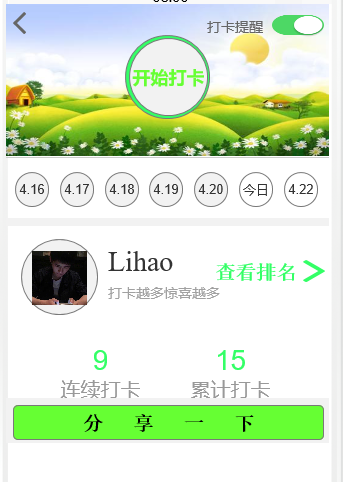 打卡提醒
开始打卡
4.16 4.17 4.18 4.19 4.20 今日 4.22
Lihao
查看排名
打卡越多惊喜越多
9 15
连续打卡 累计打卡
分享一下